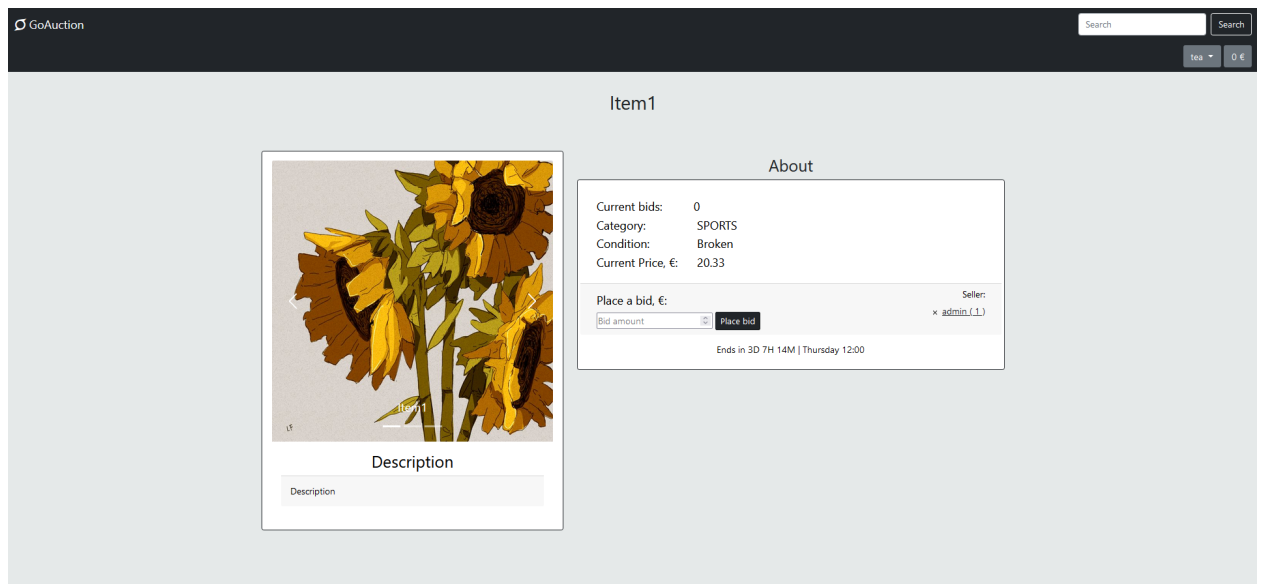 GoAuction
Search
Search
tea
0 €
Item1
About
Current bids: 0
Category: SPORTS
Condition: Broken
Current Price, €: 20.33
Place a bid, €:
Bid amount
Place bid
Seller:
× admin ( 1 )
Ends in 3D 7H 14M | Thursday 12:00
Item1
LF
Description
Description